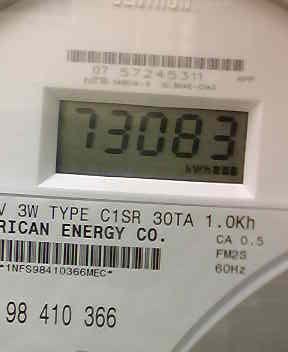 07 57245311 APP
73083
kWh
V 3W TYPE C1SR 30TA 1.0Kh
RICAN ENERGY CO.
CA 0.5
FM2S
*1NFS98410366MEC*
60Hz
98 410 366